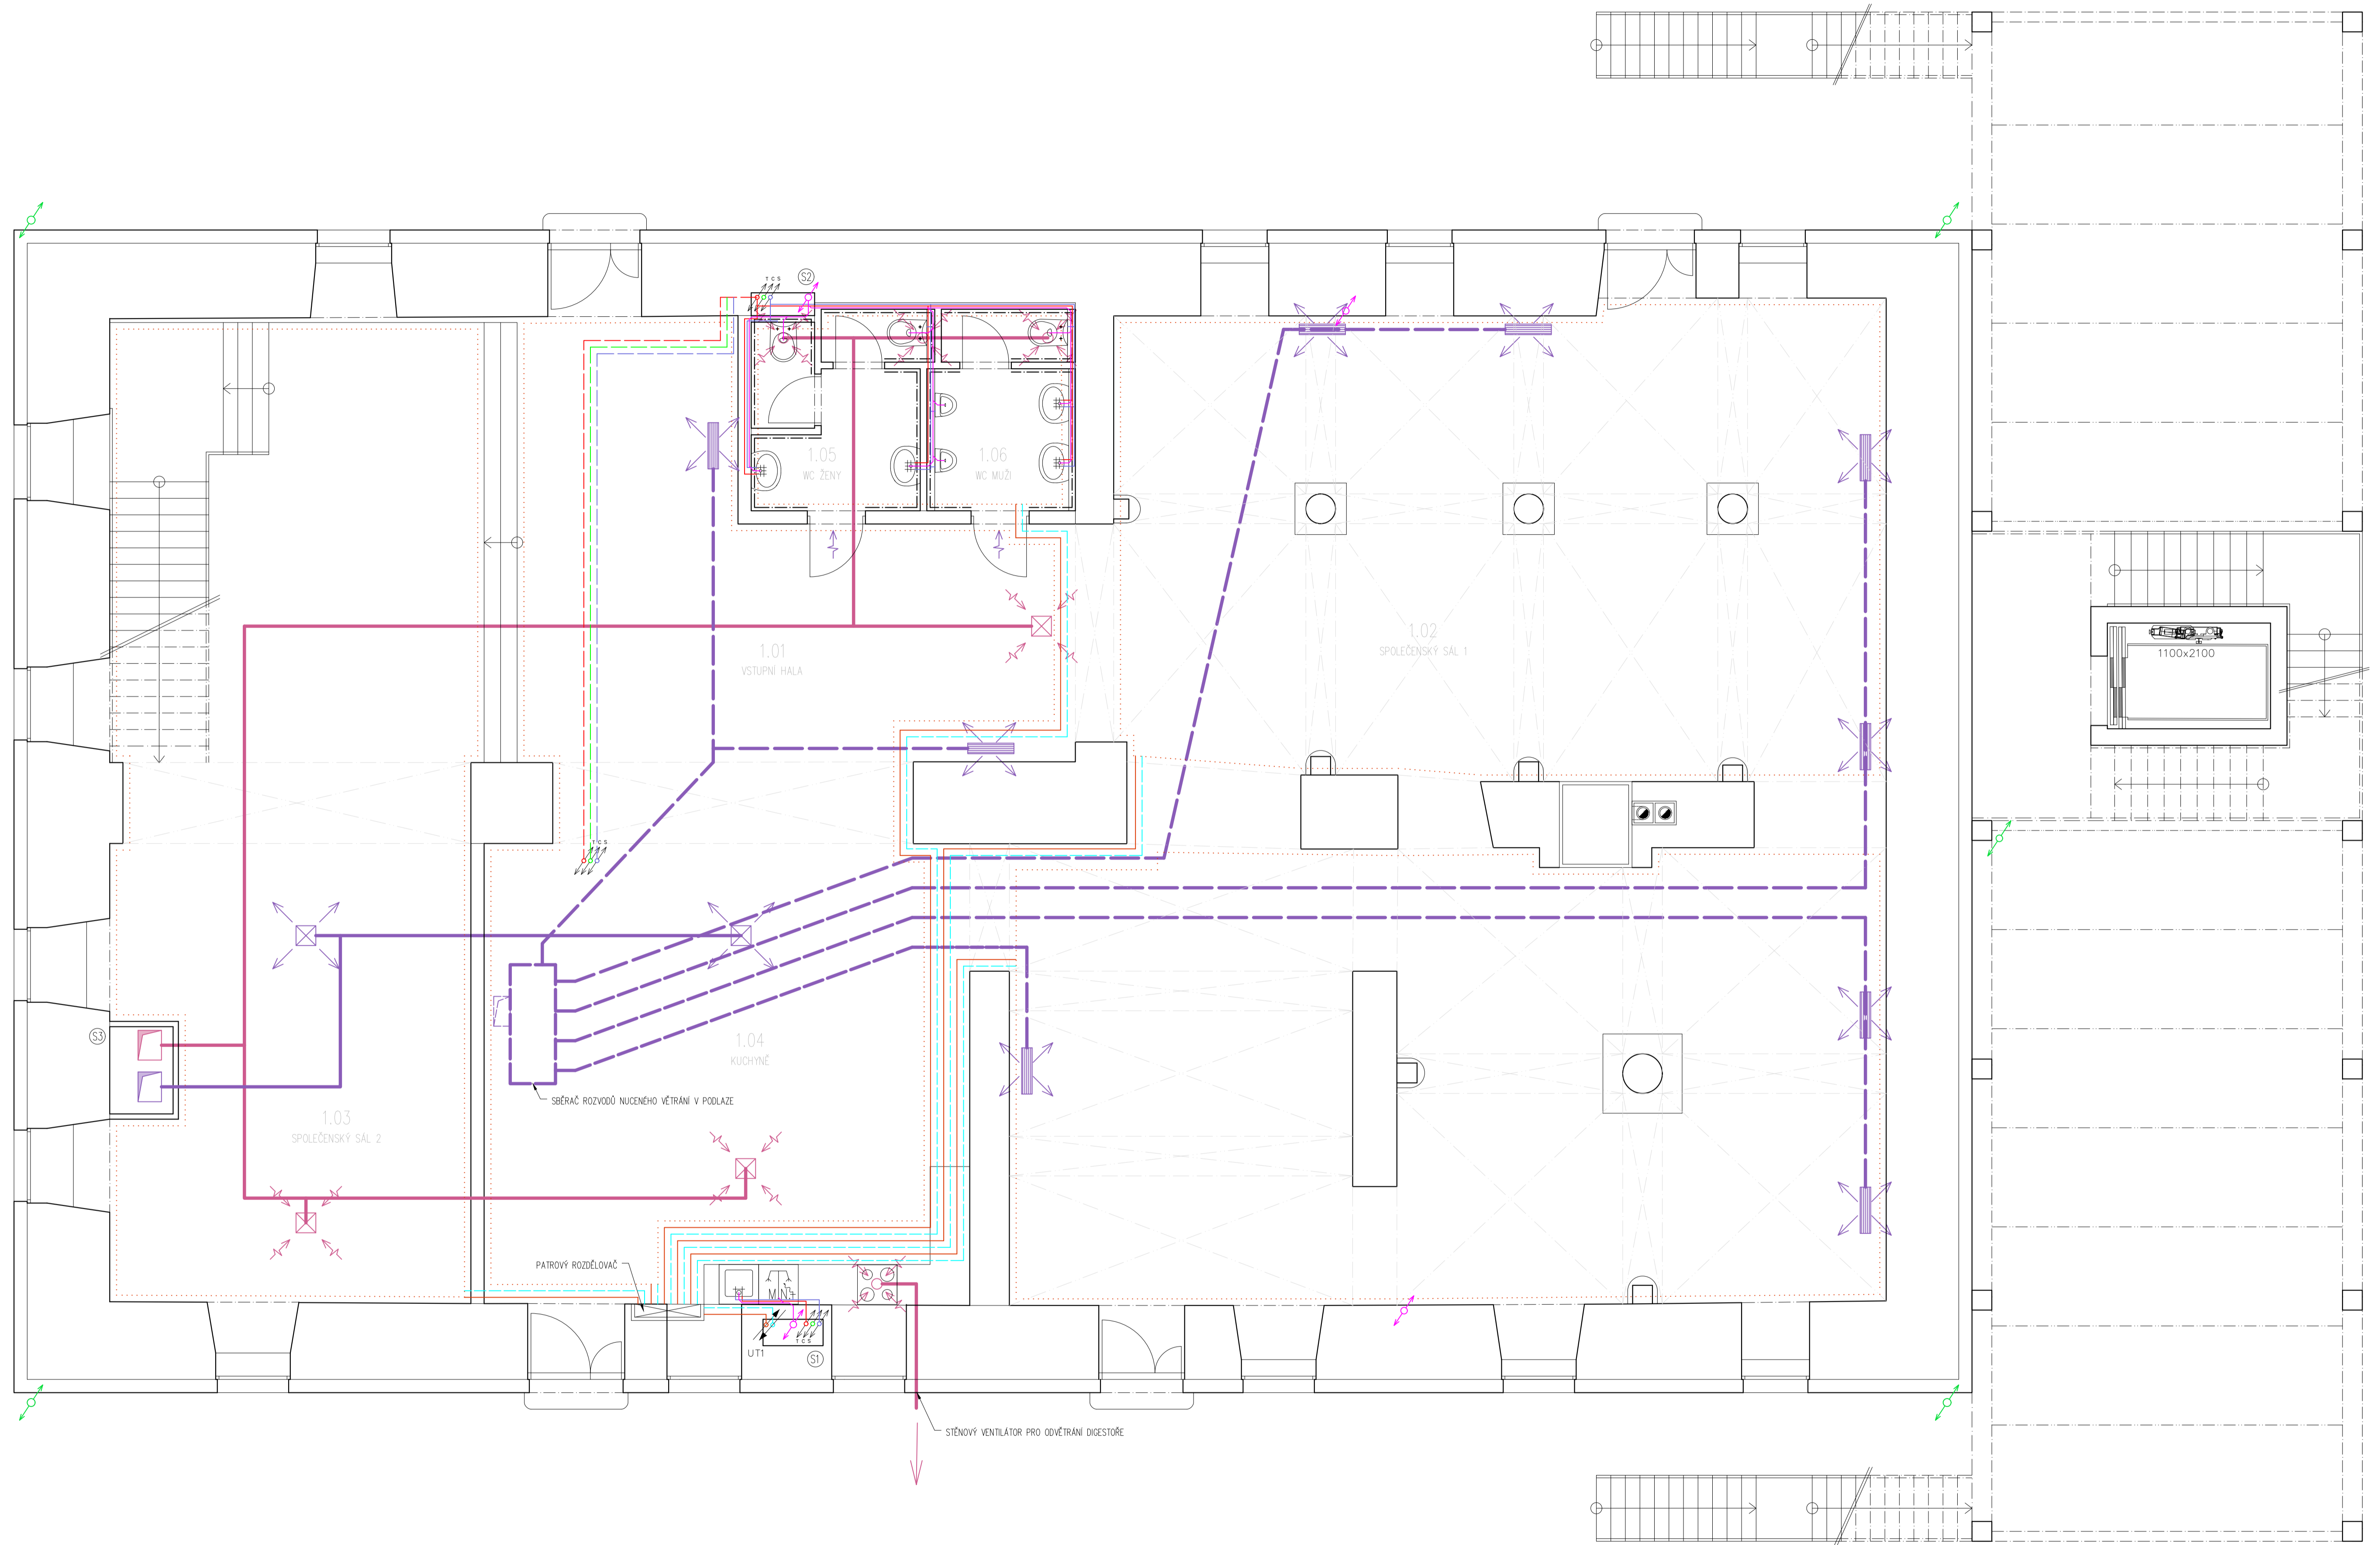 T C S
S2
1.05
WC ŽENY
1.06
WC MUŽI
1.01
VSTUPNÍ HALA
1.02
SPOLEČENSKÝ SÁL 1
1100x2100
T C S
S3
1.04
KUCHYNĚ
SBĚRAČ ROZVODŮ NUCENÉHO VĚTRÁNÍ V PODLAZE
1.03
SPOLEČENSKÝ SÁL 2
PATROVÝ ROZDĚLOVAČ
MN
T C S
UT1
S1
STĚNOVÝ VENTILÁTOR PRO ODVĚTRÁNÍ DIGESTOŘE